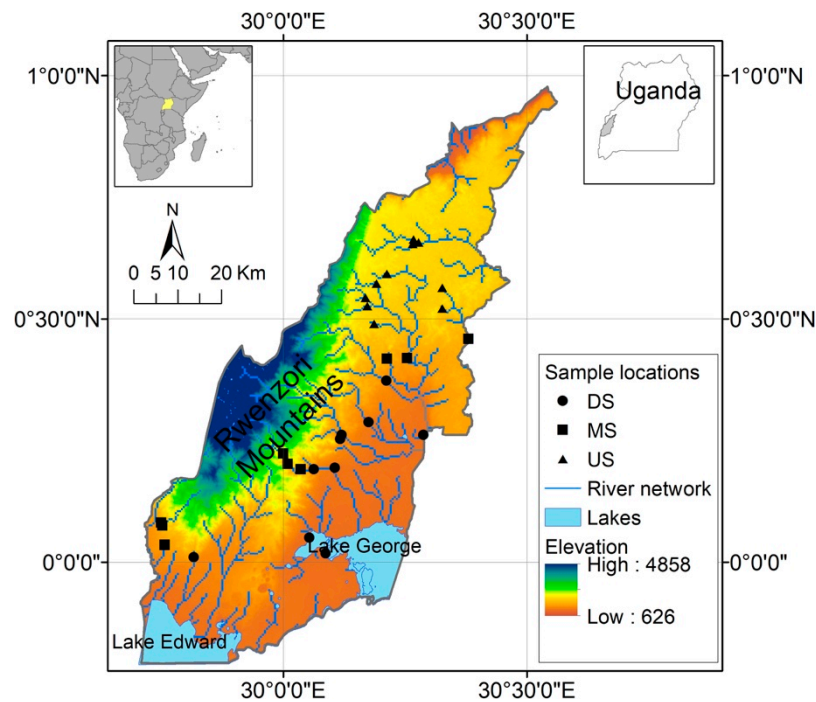 30°0'0"E
30°30'0"E
1°0'0"N
1°0'0"N
Uganda
N
0 5 10 20 Km
0°30'0"N
0°30'0"N
Rwenzori
Mountains
Sample locations
DS
MS
US
River network
Lakes
Elevation
High : 4858
Low : 626
0°0'0"
0°0'0"
Lake George
Lake Edward
30°0'0"E
30°30'0"E